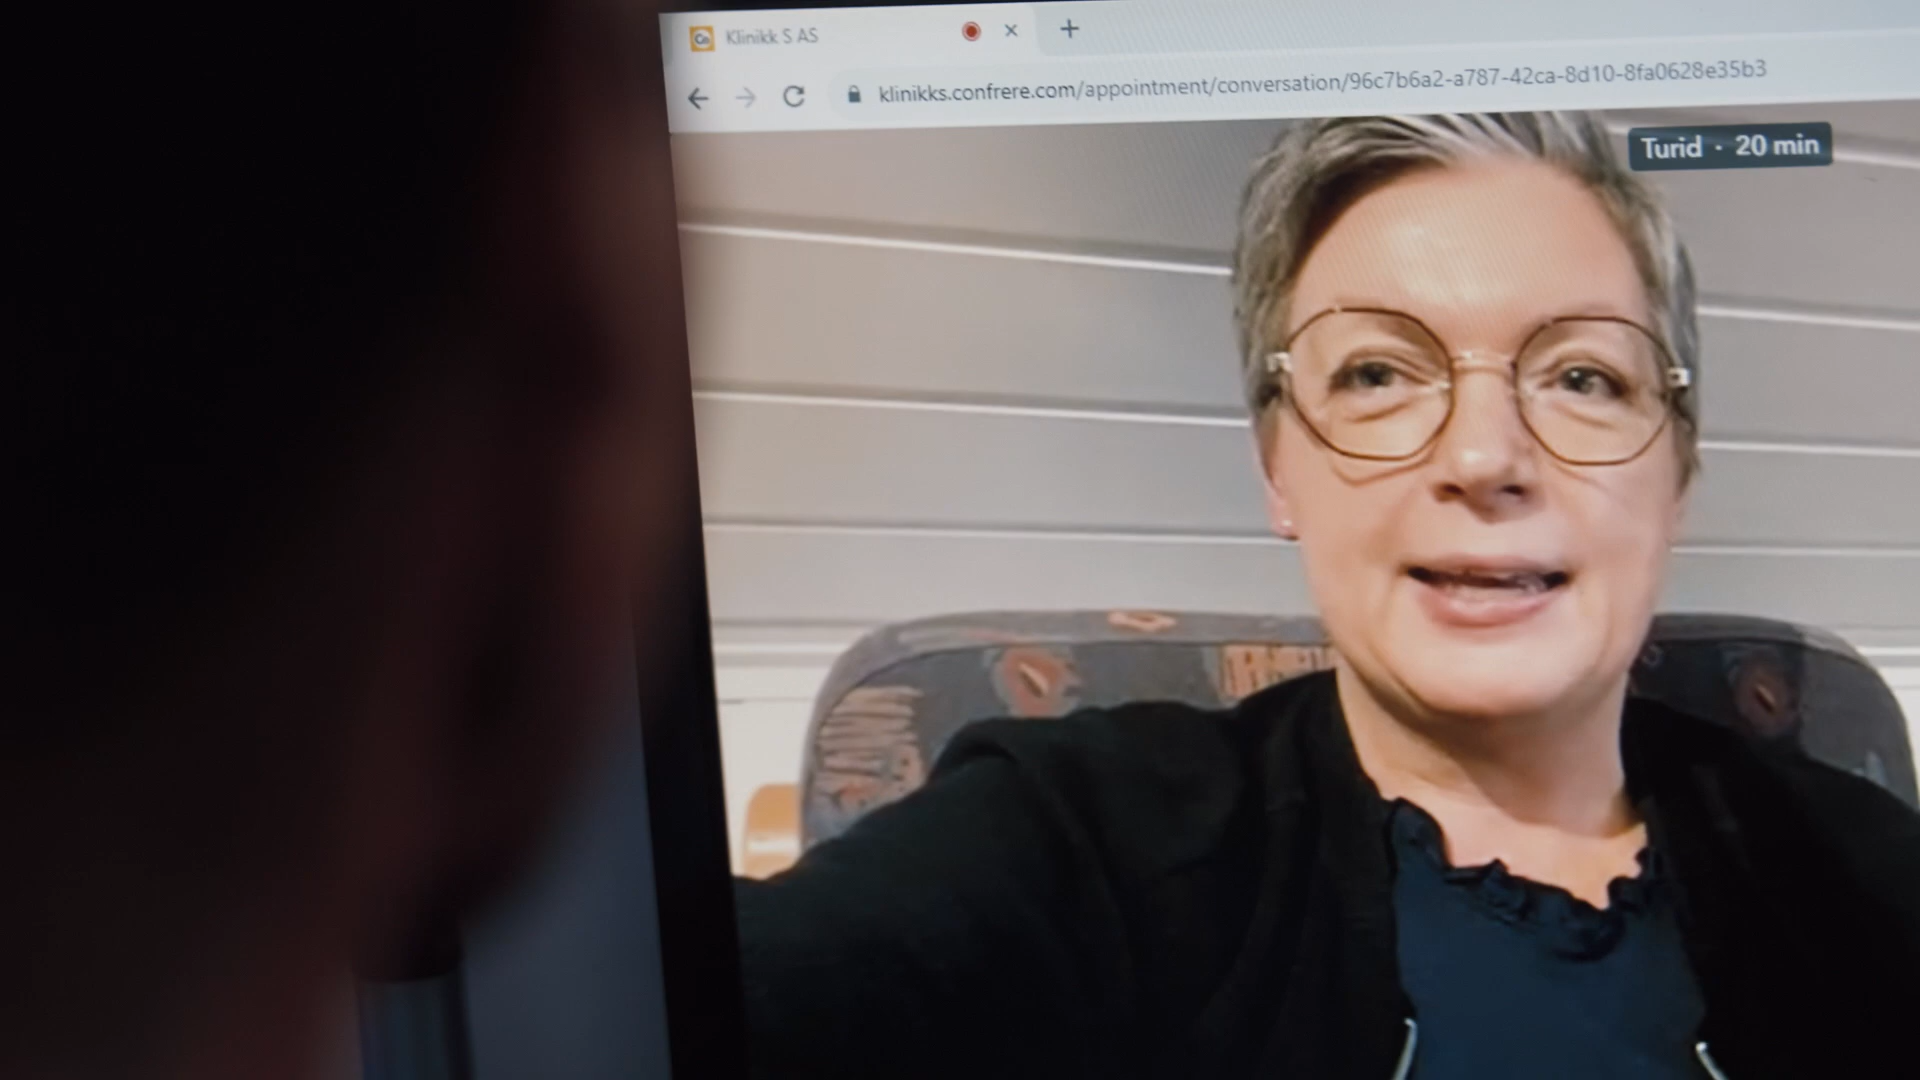 Klinikk S AS
klinikks.confrere.com/appointment/conversation/96c7b6a2-a787-42ca-8d10-8fa0628e35b3
Turid · 20 min